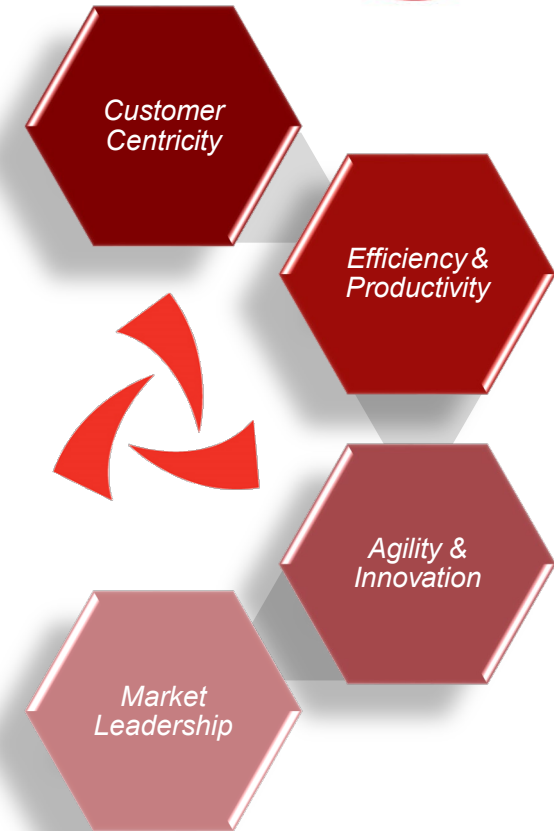 Customer
Centricity
Efficiency &
Productivity
Agility &
Innovation
Market
Leadership